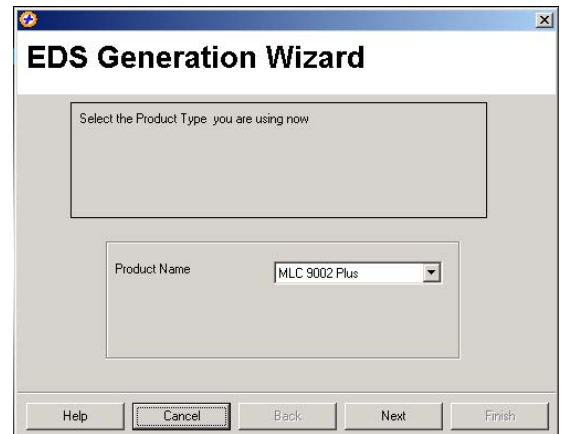 EDS Generation Wizard
Select the Product Type you are using now
Product Name
MLC 9002 Plus
Help
Cancel
Back
Next
Finish